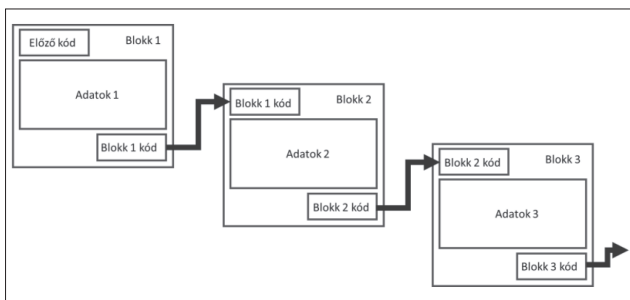 Előző kód
Blokk 1
Adatok 1
Blokk 1 kód
Blokk 1 kód
Blokk 2
Adatok 2
Blokk 2 kód
Blokk 2 kód
Blokk 3
Adatok 3
Blokk 3 kód